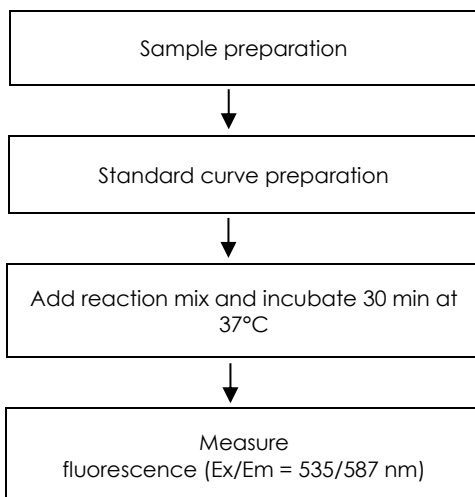 Sample preparation
Standard curve preparation
Add reaction mix and incubate 30 min at
37°C
Measure
fluorescence (Ex/Em = 535/587 nm)